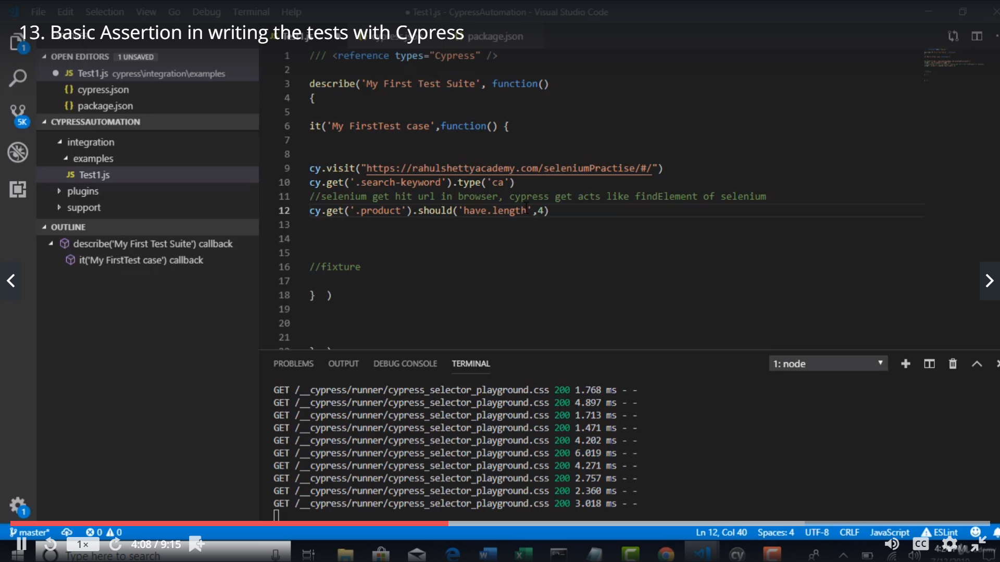 File Edit Selection View Go Debug Terminal Help
● Test1.js - CypressAutomation - Visual Studio Code
13. Basic Assertion in writing the tests with Cypress
package.json
OPEN EDITORS 1 UNSAVED
JS Test1.js cypress\integration\examples
{} cypress.json
{} package.json
CYPRESSAUTOMATION
integration
examples
JS Test1.js
plugins
support
OUTLINE
describe('My First Test Suite') callback
it('My FirstTest case') callback
1
5K
1
1 /// <reference types="Cypress" />
2
3 describe('My First Test Suite', function()
4 {
5
6 it('My FirstTest case',function() {
7
8
9 cy.visit("https://rahulshettyacademy.com/seleniumPractise/#/")
10 cy.get('.search-keyword').type('ca')
11 //selenium get hit url in browser, cypress get acts like findElement of selenium
12 cy.get('.product').should('have.length',4)
13
14
15
16 //fixture
17
18 } )
19
20
21
PROBLEMS OUTPUT DEBUG CONSOLE TERMINAL
1: node
GET /__cypress/runner/cypress_selector_playground.css 200 1.768 ms - -
GET /__cypress/runner/cypress_selector_playground.css 200 4.897 ms - -
GET /__cypress/runner/cypress_selector_playground.css 200 1.713 ms - -
GET /__cypress/runner/cypress_selector_playground.css 200 1.471 ms - -
GET /__cypress/runner/cypress_selector_playground.css 200 4.202 ms - -
GET /__cypress/runner/cypress_selector_playground.css 200 6.019 ms - -
GET /__cypress/runner/cypress_selector_playground.css 200 4.271 ms - -
GET /__cypress/runner/cypress_selector_playground.css 200 2.757 ms - -
GET /__cypress/runner/cypress_selector_playground.css 200 2.360 ms - -
GET /__cypress/runner/cypress_selector_playground.css 200 3.018 ms - -
master* 0 0
Ln 12, Col 40 Spaces: 4 UTF-8 CRLF JavaScript ESLint
1× 4:08 / 9:15
CC
Type here to search